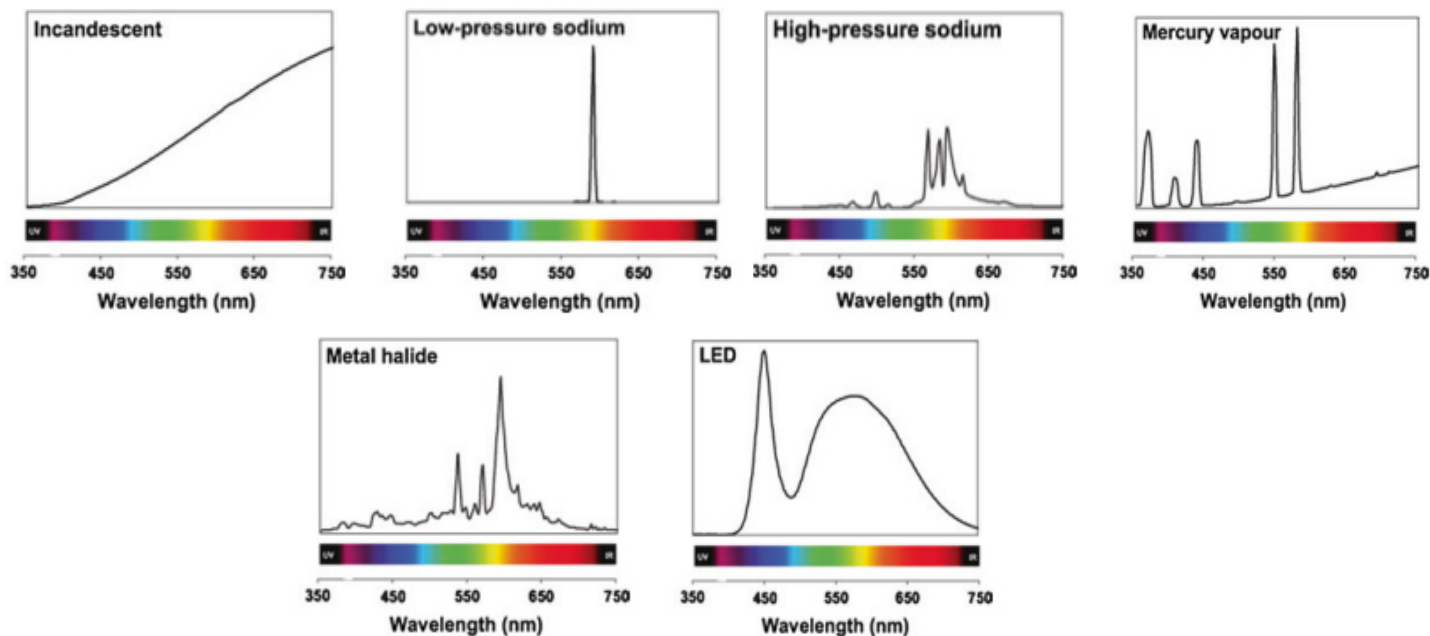 Incandescent
UV IR
350 450 550 650 750
Wavelength (nm)
Low-pressure sodium
UV IR
350 450 550 650 750
Wavelength (nm)
High-pressure sodium
UV IR
350 450 550 650 750
Wavelength (nm)
Mercury vapour
UV IR
350 450 550 650 750
Wavelength (nm)
Metal halide
UV IR
350 450 550 650 750
Wavelength (nm)
LED
UV IR
350 450 550 650 750
Wavelength (nm)